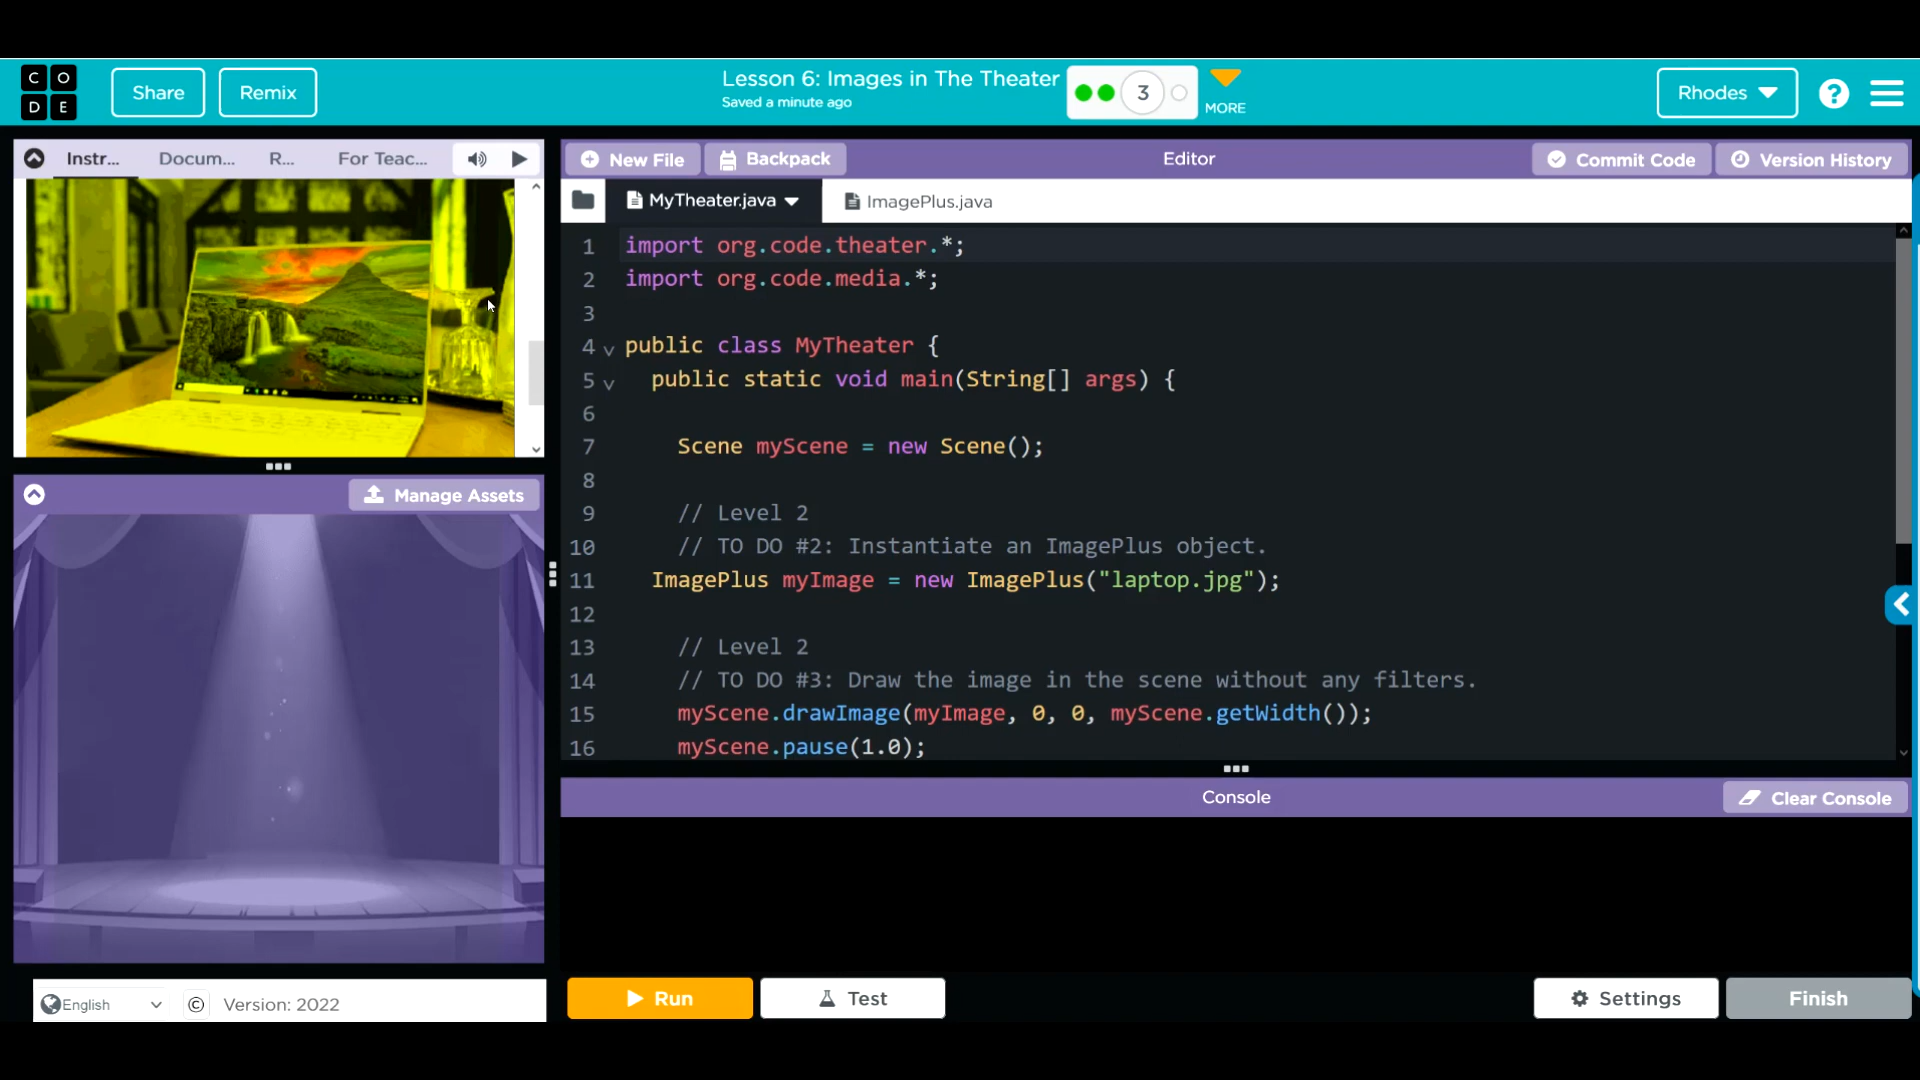 C O
D E
Share
Remix
Lesson 6: Images in The Theater
Saved a minute ago
3
MORE
Rhodes
?
Instr...
Docum...
R...
For Teac...
New File
Backpack
Editor
Commit Code
Version History
MyTheater.java
ImagePlus.java
1 import org.code.theater.*;
2 import org.code.media.*;
3
4 public class MyTheater {
5 public static void main(String[] args) {
6
7 Scene myScene = new Scene();
8
9 // Level 2
10 // TO DO #2: Instantiate an ImagePlus object.
11 ImagePlus myImage = new ImagePlus("laptop.jpg");
12
13 // Level 2
14 // TO DO #3: Draw the image in the scene without any filters.
15 myScene.drawImage(myImage, 0, 0, myScene.getWidth());
16 myScene.pause(1.0);
Manage Assets
Console
Clear Console
English
©
Version: 2022
Run
Test
Settings
Finish